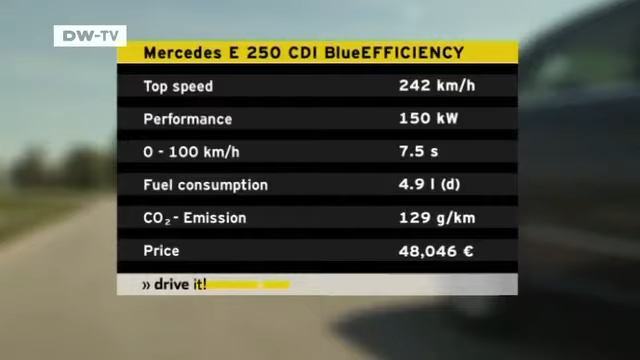 DW-TV
Mercedes E 250 CDI BlueEFFICIENCY
Top speed 242 km/h
Performance 150 kW
0 - 100 km/h 7.5 s
Fuel consumption 4.9 l (d)
CO₂ - Emission 129 g/km
Price 48,046 €
» drive it!